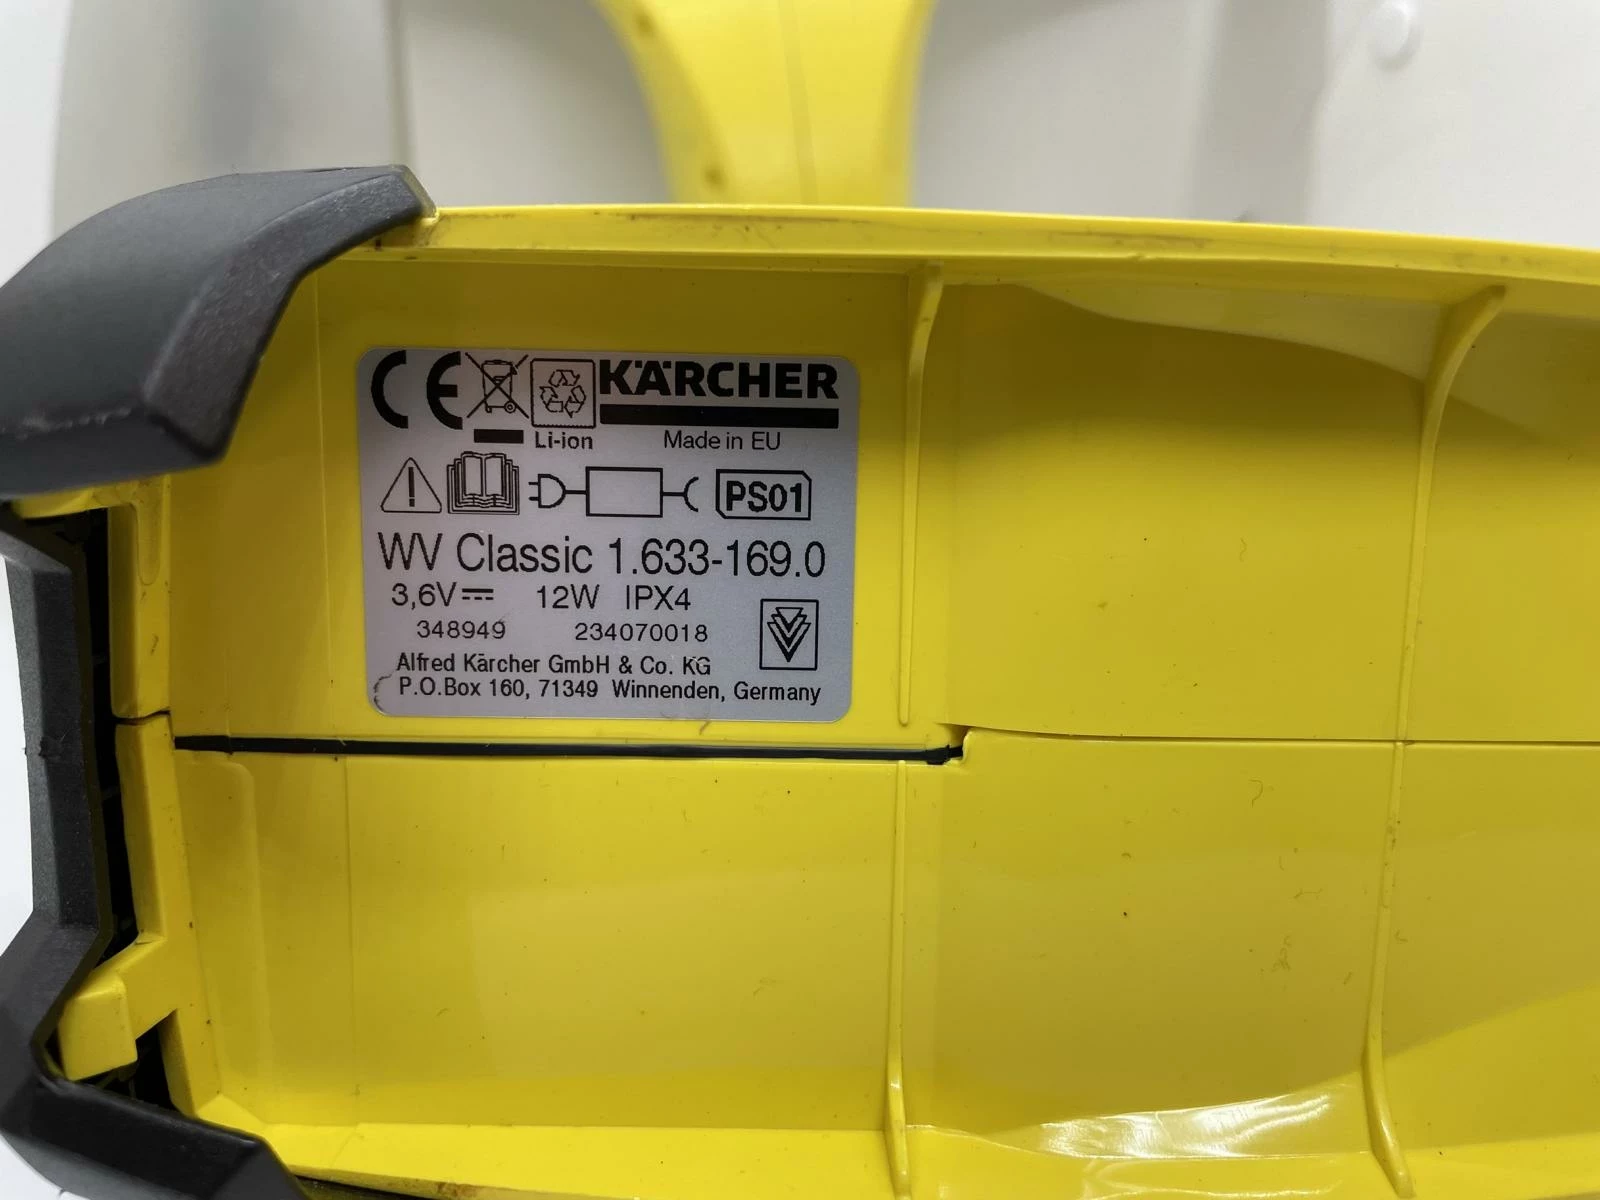 CE KÄRCHER
Li-ion Made in EU
PS01
WV Classic 1.633-169.0
3,6V 12W IPX4
348949 234070018
Alfred Kärcher GmbH & Co. KG
P.O.Box 160, 71349 Winnenden, Germany